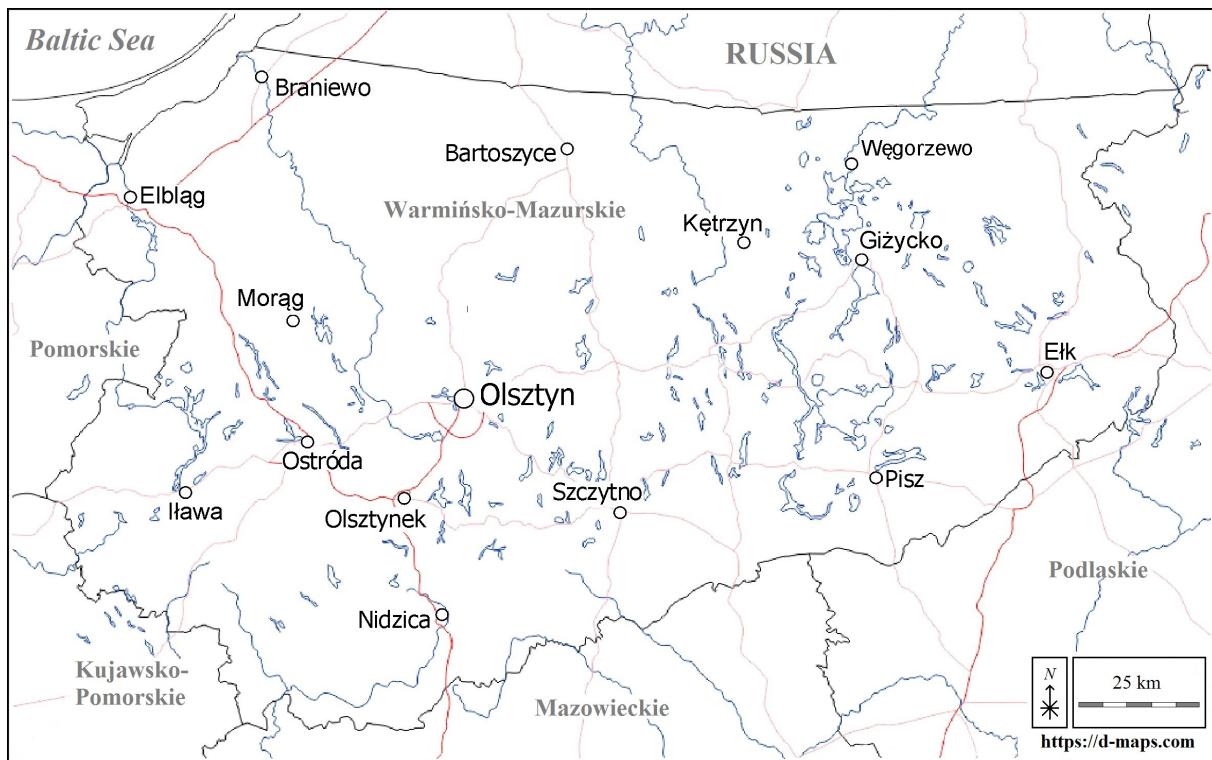 Baltic Sea
RUSSIA
Braniewo
Bartoszyce
Węgorzewo
Elbląg
Warmińsko-Mazurskie
Kętrzyn
Giżycko
Morąg
Pomorskie
Ełk
Olsztyn
Ostróda
Szczytno
Pisz
Iława
Olsztynek
Podlaskie
Nidzica
Kujawsko-
Pomorskie
Mazowieckie
N
25 km
https://d-maps.com